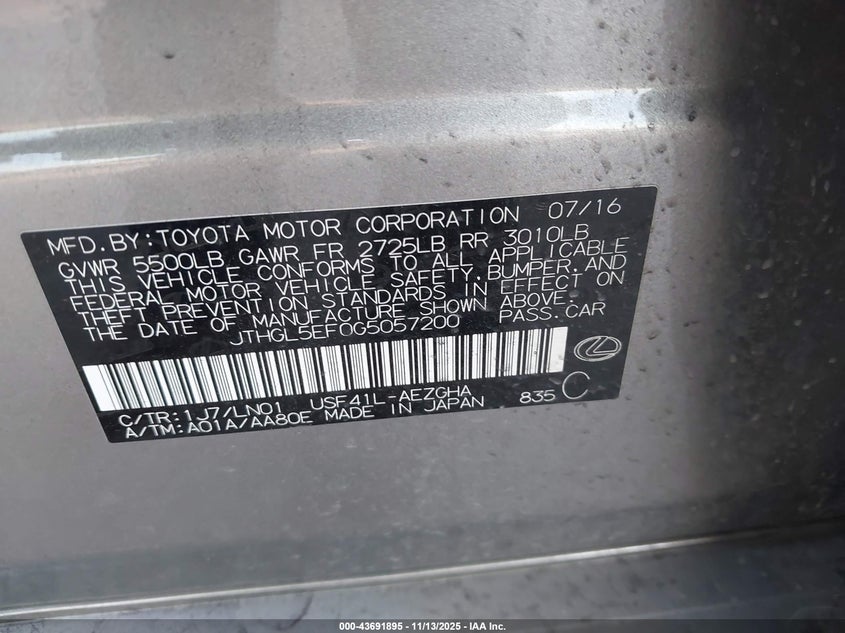 MFD.BY:TOYOTA MOTOR CORPORATION 07/16
GVWR 5500LB GAWR FR 2725LB RR 3010LB
THIS VEHICLE CONFORMS TO ALL APPLICABLE
FEDERAL MOTOR VEHICLE SAFETY,BUMPER,AND
THEFT PREVENTION STANDARDS IN EFFECT ON
THE DATE OF MANUFACTURE SHOWN ABOVE.
JTHGL5EF0G5057200 PASS.CAR
C/TR:1J7/LN01 USF41L-AEZGHA
A/TM:A01A/AA80E MADE IN JAPAN 835 C
000-43691895 - 11/13/2025 - IAA Inc.